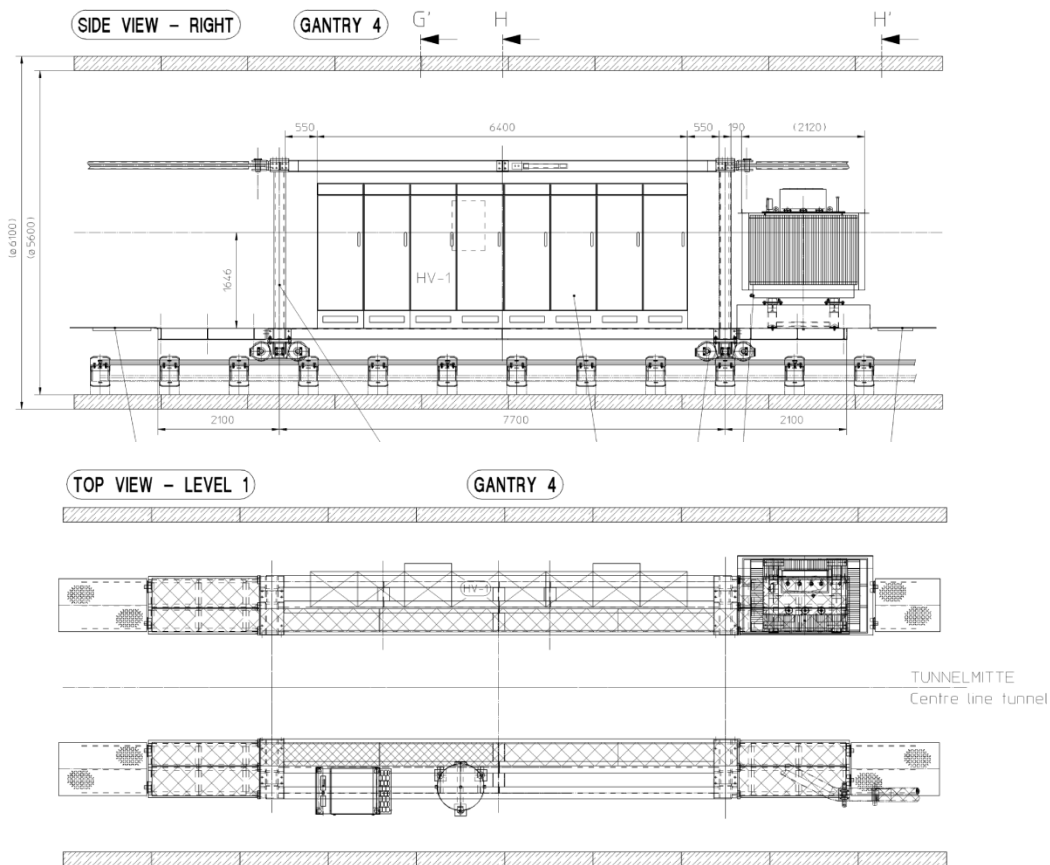 SIDE VIEW - RIGHT
GANTRY 4
G'
H
H'
550
6400
550
190
(2120)
(ø6100)
(ø5600)
1646
HV-1
2100
7700
2100
TOP VIEW - LEVEL 1
GANTRY 4
HV-1
TUNNELMITTE
Centre line tunnel